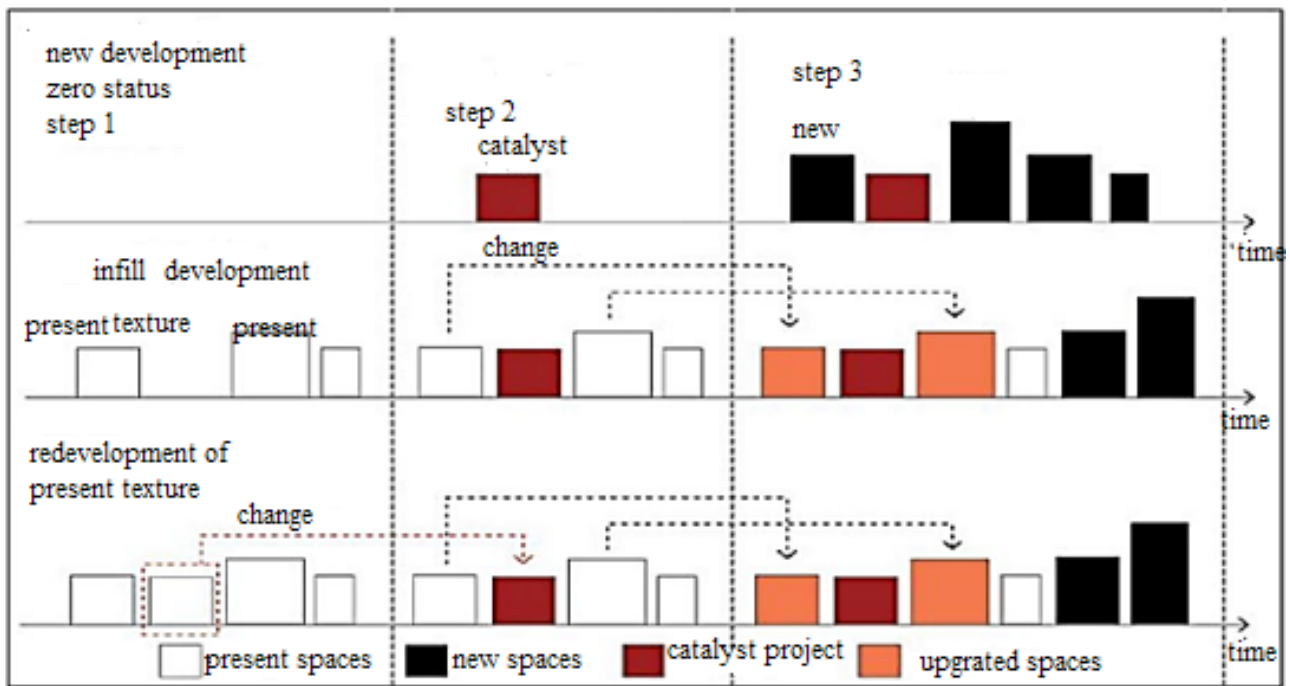 new development
zero status
step 1
step 2
catalyst
step 3
new
time
change
infill development
present texture
present
time
redevelopment of
present texture
change
time
present spaces
new spaces
catalyst project
upgrated spaces